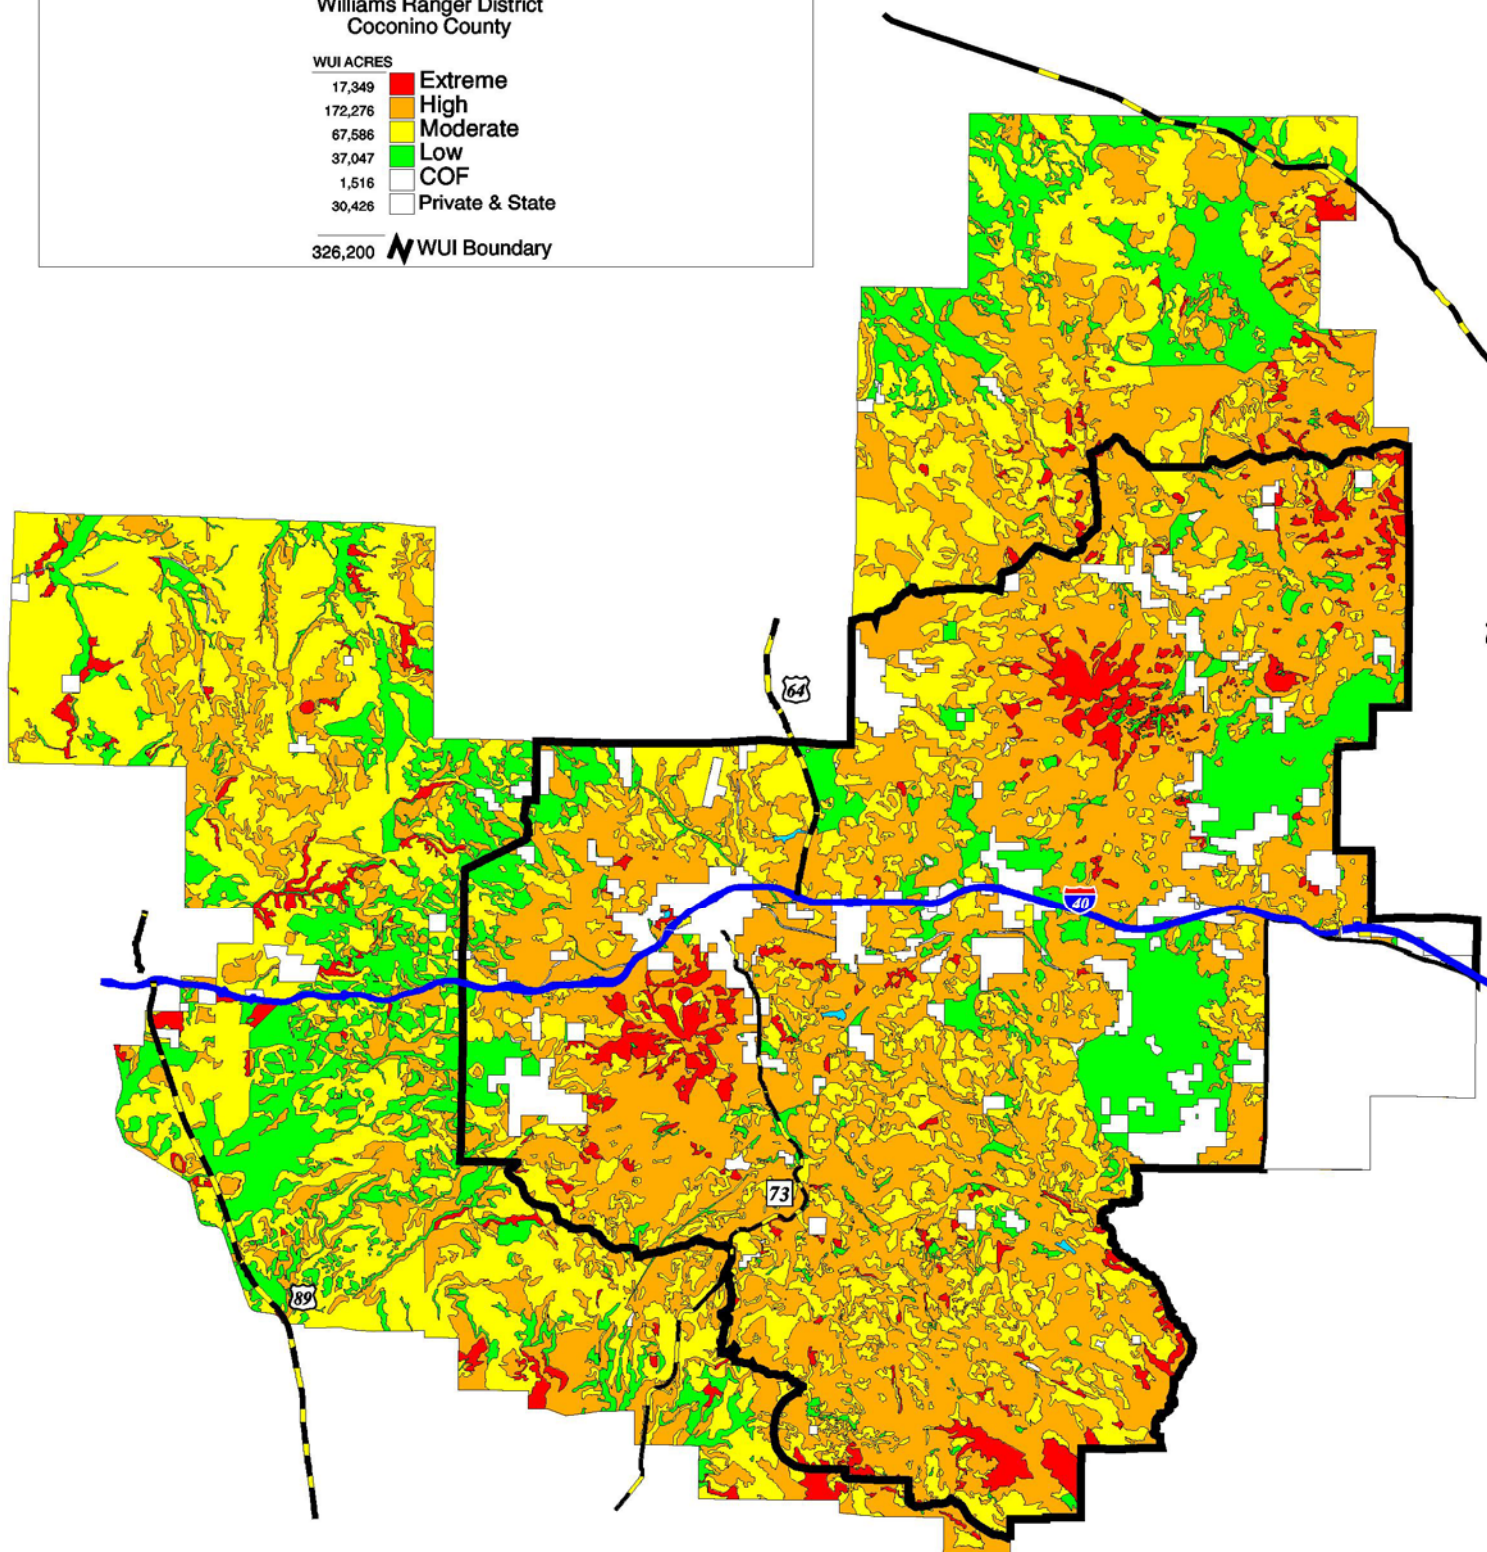 Williams Ranger District
Coconino County
WUI ACRES
17,349 Extreme
172,276 High
67,586 Moderate
37,047 Low
1,516 COF
30,426 Private & State
326,200 WUI Boundary
64
40
73
89